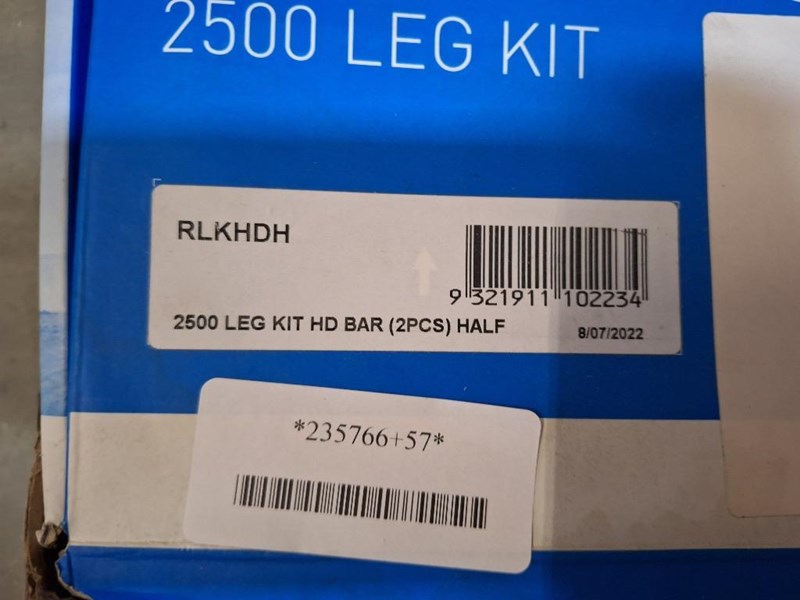 2500 LEG KIT
RLKHDH
9 321911 102234
2500 LEG KIT HD BAR (2PCS) HALF
8/07/2022
*235766+57*